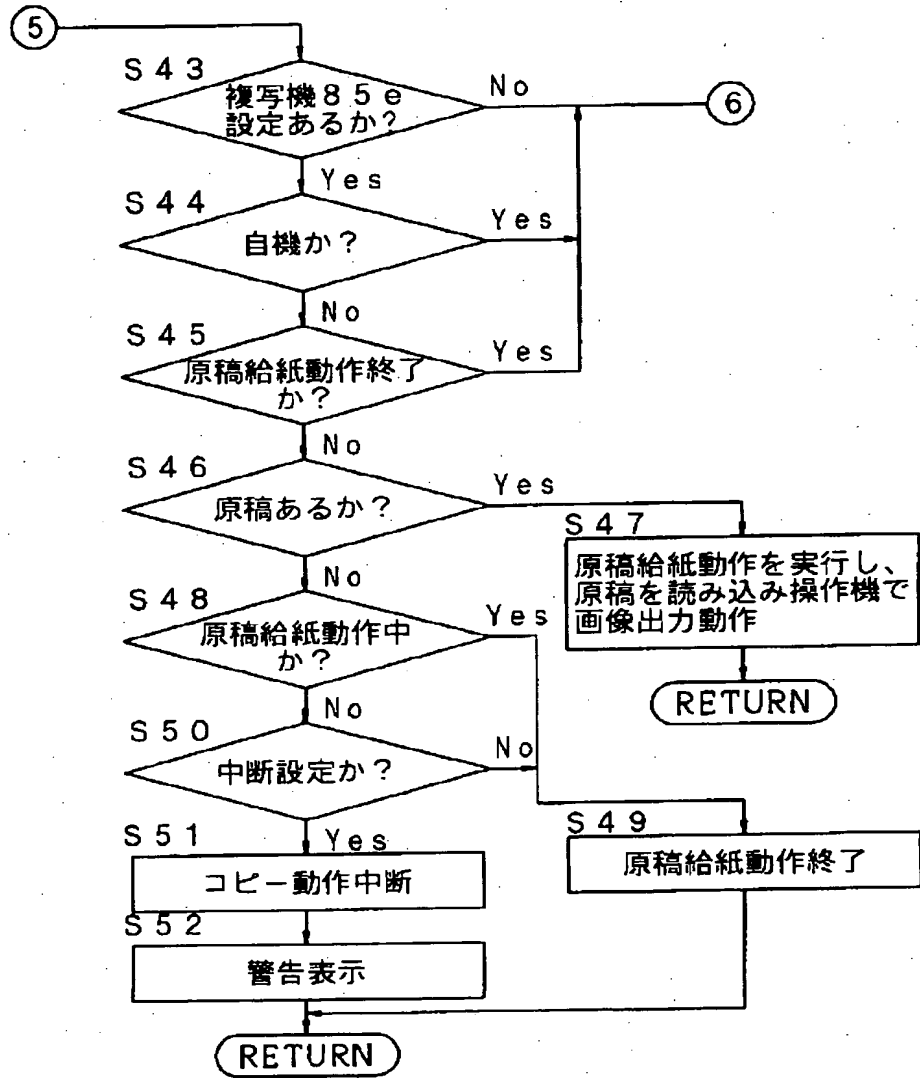 5
S43
複写機85e
設定あるか?
No
6
Yes
S44
自機か?
Yes
No
S45
原稿給紙動作終了
か?
Yes
No
S46
原稿あるか?
Yes
S47
原稿給紙動作を実行し、
原稿を読み込み操作機で
画像出力動作
RETURN
No
S48
原稿給紙動作中
か?
Yes
No
S50
中断設定か?
No
Yes
S49
原稿給紙動作終了
S51
コピー動作中断
S52
警告表示
RETURN